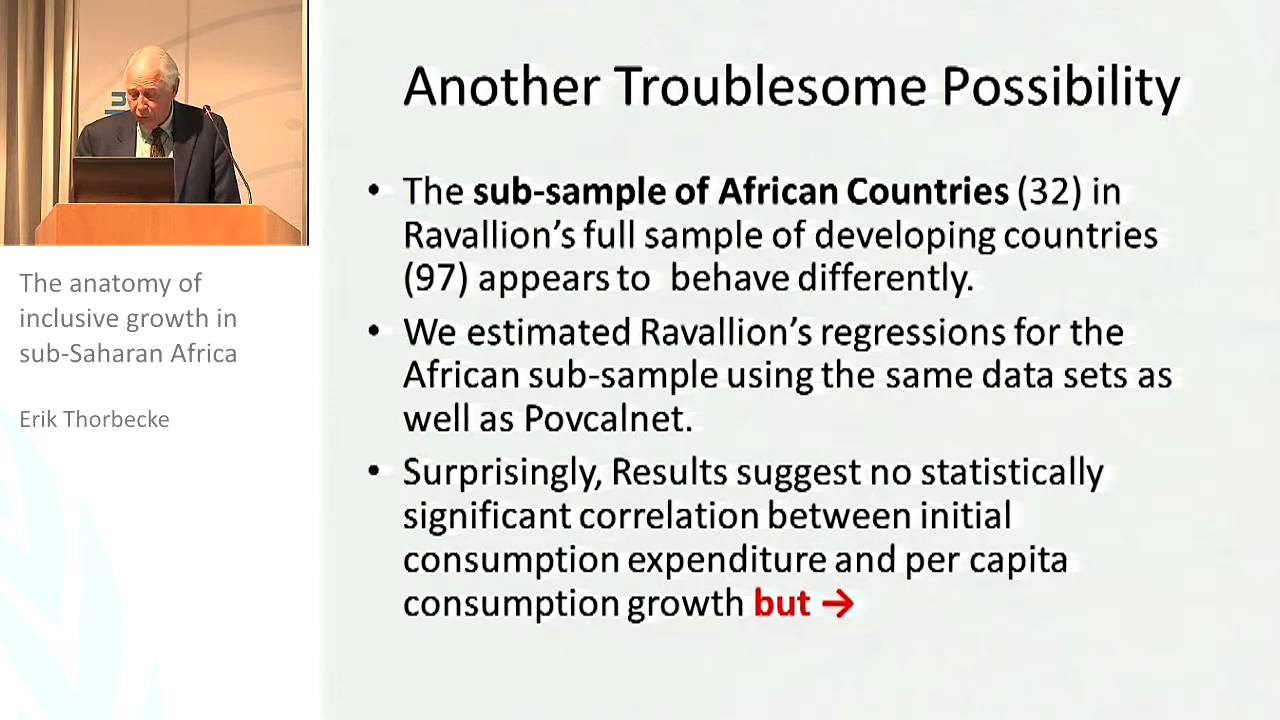 Another Troublesome Possibility
• The sub-sample of African Countries (32) in
Ravallion's full sample of developing countries
(97) appears to behave differently.
• We estimated Ravallion's regressions for the
African sub-sample using the same data sets as
well as Povcalnet.
• Surprisingly, Results suggest no statistically
significant correlation between initial
consumption expenditure and per capita
consumption growth but →
The anatomy of
inclusive growth in
sub-Saharan Africa
Erik Thorbecke